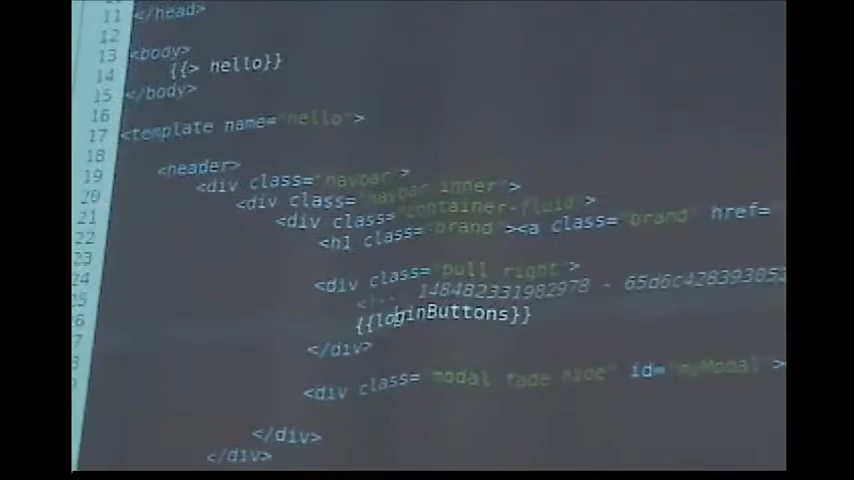 11 </head>
12
13 <body>
14 {{> hello}}
15 </body>
16
17 <template name="hello">
18
19 <header>
20 <div class="navbar">
21 <div class="navbar-inner">
22 <div class="container-fluid">
23 <h1 class="brand"><a class="brand" href=
24
<div class="pull-right">
<!-- 148482331982978 - 65d6c428393052
{{loginButtons}}
</div>
<div class="modal fade hide" id="myModal">
</div>
</div>